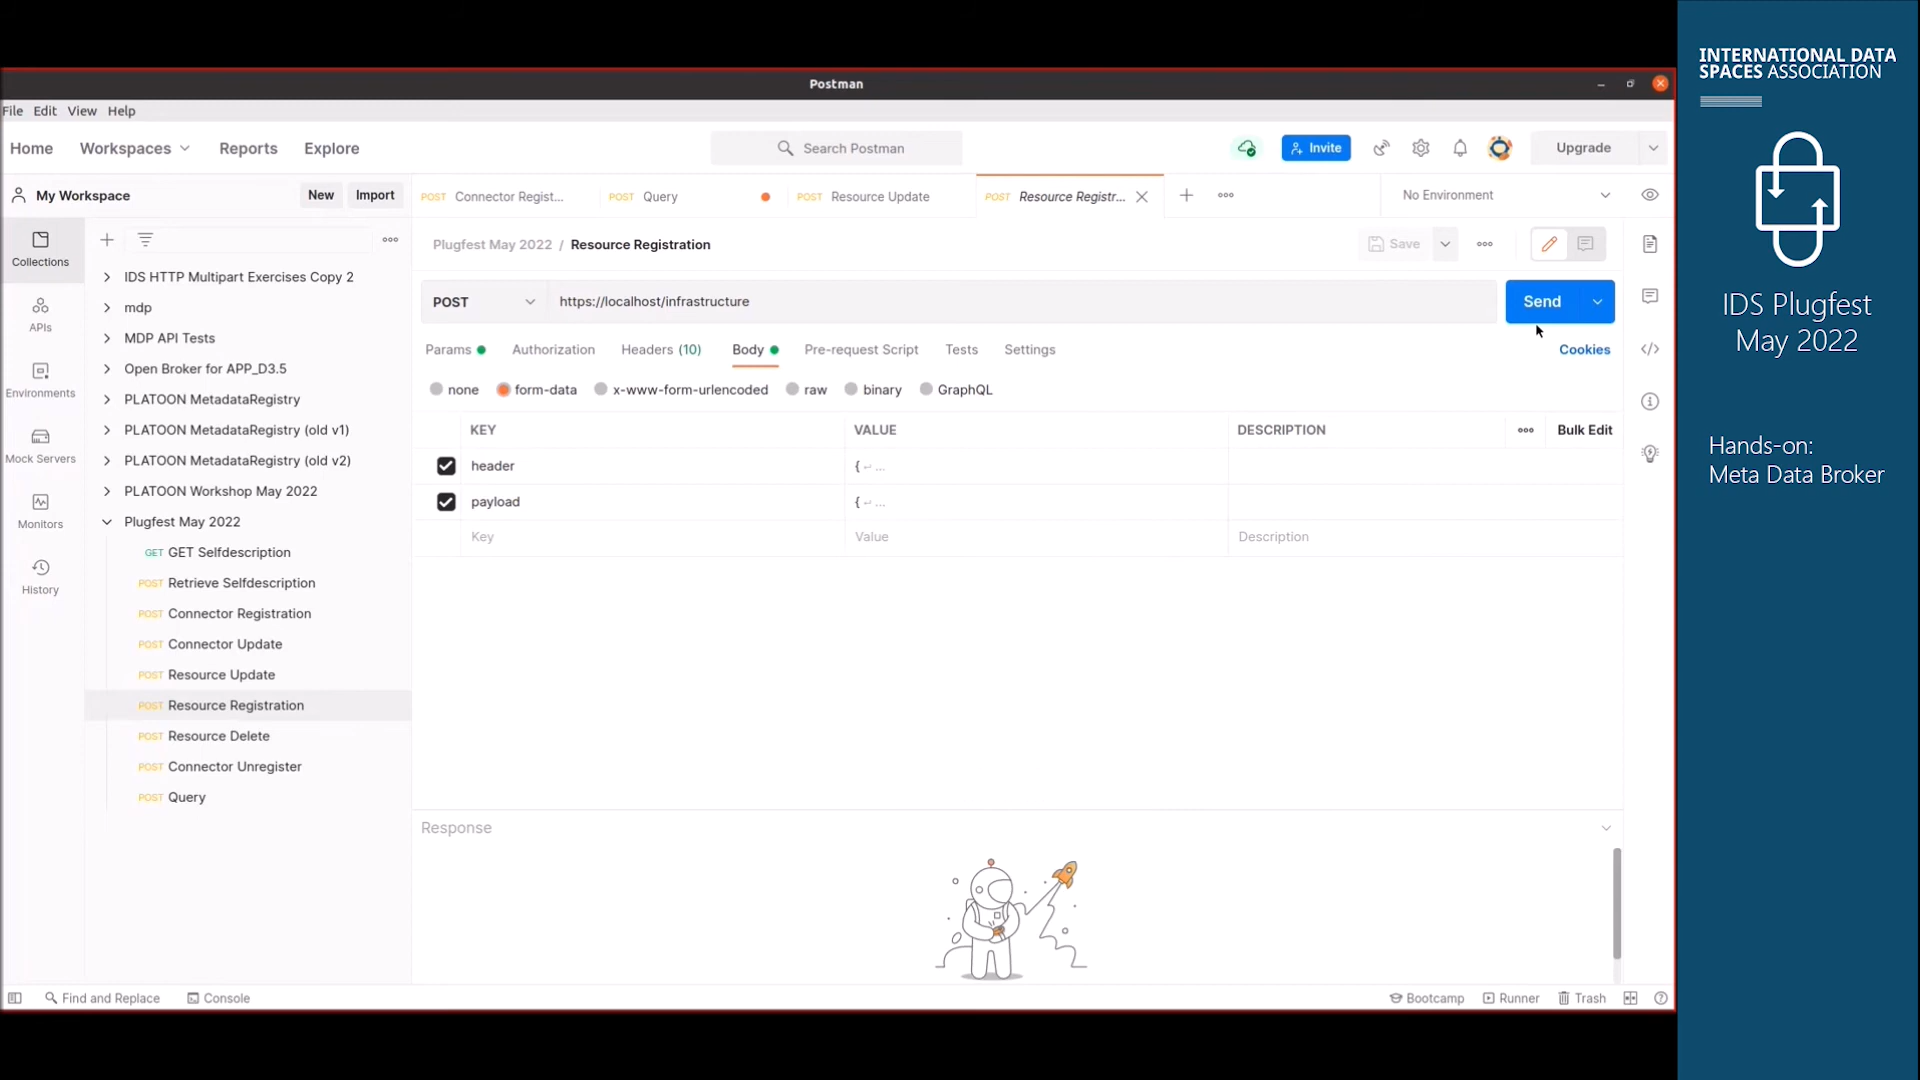 Postman
File Edit View Help
Home Workspaces Reports Explore
Search Postman
Invite
Upgrade
My Workspace
New Import
POST Connector Regist...
POST Query
POST Resource Update
POST Resource Registr...
No Environment
Collections
APIs
Environments
Mock Servers
Monitors
History
IDS HTTP Multipart Exercises Copy 2
mdp
MDP API Tests
Open Broker for APP_D3.5
PLATOON MetadataRegistry
PLATOON MetadataRegistry (old v1)
PLATOON MetadataRegistry (old v2)
PLATOON Workshop May 2022
Plugfest May 2022
GET GET Selfdescription
POST Retrieve Selfdescription
POST Connector Registration
POST Connector Update
POST Resource Update
POST Resource Registration
POST Resource Delete
POST Connector Unregister
POST Query
Plugfest May 2022 / Resource Registration
Save
POST https://localhost/infrastructure
Send
Params Authorization Headers (10) Body Pre-request Script Tests Settings
Cookies
none form-data x-www-form-urlencoded raw binary GraphQL
KEY VALUE DESCRIPTION
Bulk Edit
header { ↩ ...
payload { ↩ ...
Key Value Description
Response
Find and Replace Console
Bootcamp Runner Trash
INTERNATIONAL DATA
SPACES ASSOCIATION
IDS Plugfest
May 2022
Hands-on:
Meta Data Broker